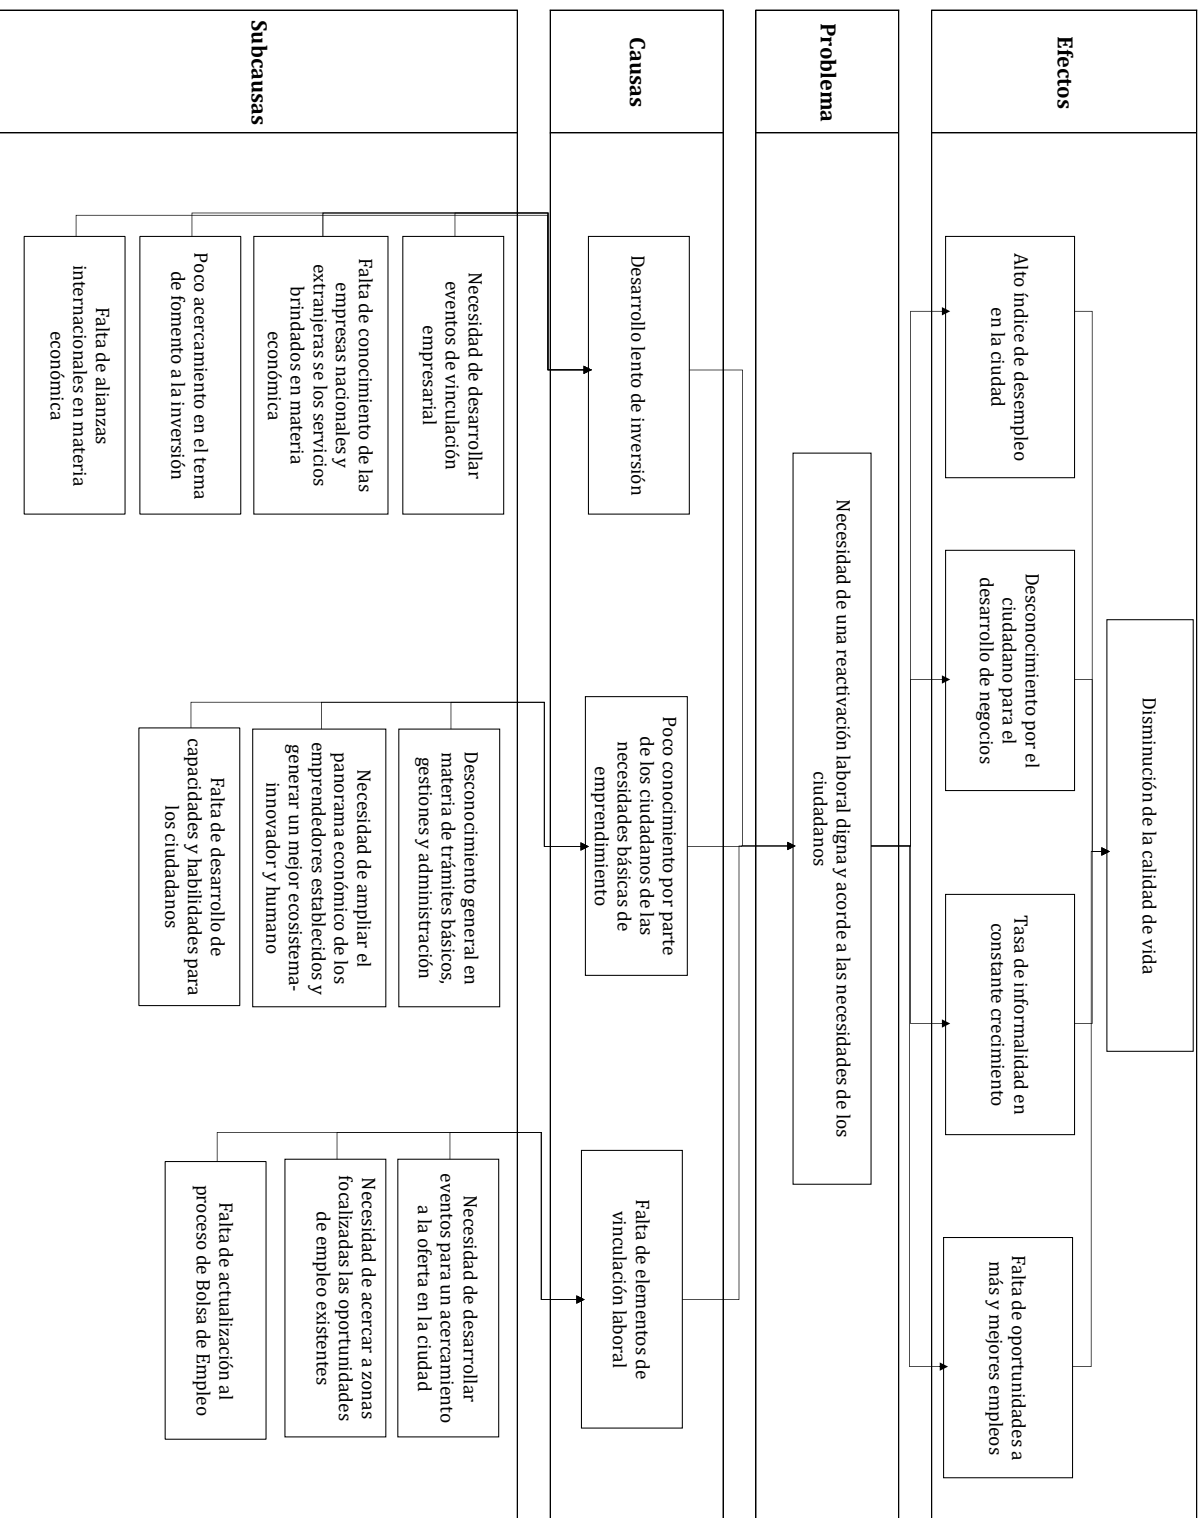 Efectos
Disminución de la calidad de vida
Alto índice de desempleo
en la ciudad
Desconocimiento por el
ciudadano para el
desarrollo de negocios
Tasa de informalidad en
constante crecimiento
Falta de oportunidades a
más y mejores empleos
Problema
Necesidad de una reactivación laboral digna y acorde a las necesidades de los
ciudadanos
Causas
Desarrollo lento de inversión
Poco conocimiento por parte
de los ciudadanos de las
necesidades básicas de
emprendimiento
Falta de elementos de
vinculación laboral
Subcausas
Necesidad de desarrollar
eventos de vinculación
empresarial
Falta de conocimiento de las
empresas nacionales y
extranjeras se los servicios
brindados en materia
económica
Poco acercamiento en el tema
de fomento a la inversión
Falta de alianzas
internacionales en materia
económica
Desconocimiento general en
materia de trámites básicos,
gestiones y administración
Necesidad de ampliar el
panorama económico de los
emprendedores establecidos y
generar un mejor ecosistema-
innovador y humano
Falta de desarrollo de
capacidades y habilidades para
los ciudadanos
Necesidad de desarrollar
eventos para un acercamiento
a la oferta en la ciudad
Necesidad de acercar a zonas
focalizadas las oportunidades
de empleo existentes
Falta de actualización al
proceso de Bolsa de Empleo